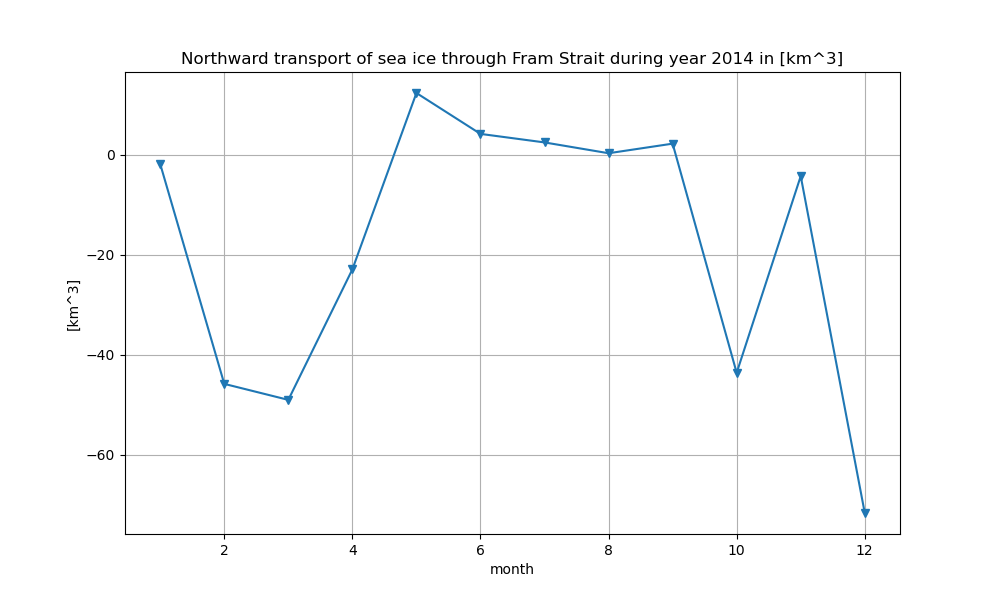 Northward transport of sea ice through Fram Strait during year 2014 in [km^3]
[km^3]
0
−20
−40
−60
2 4 6 8 10 12
month